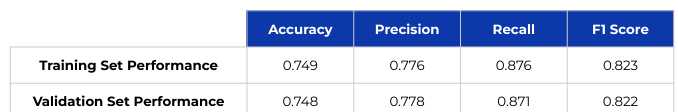 Accuracy Precision Recall F1 Score
Training Set Performance 0.749 0.776 0.876 0.823
Validation Set Performance 0.748 0.778 0.871 0.822